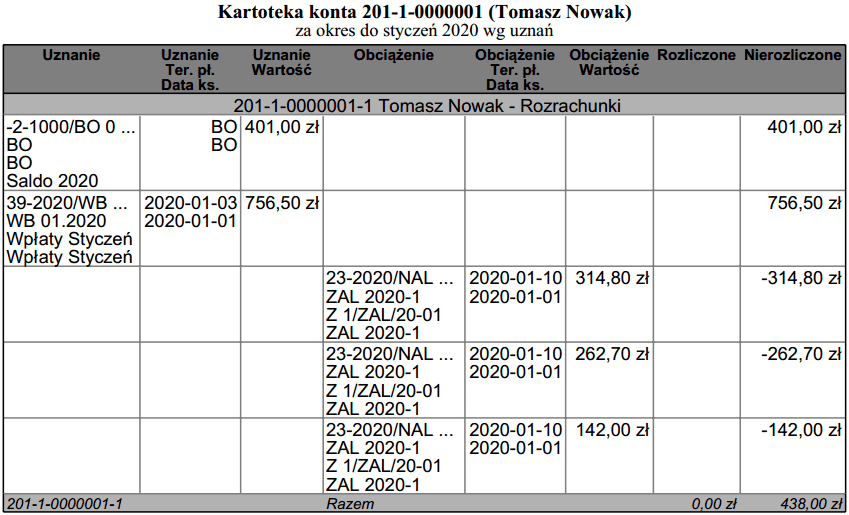 Kartoteka konta 201-1-0000001 (Tomasz Nowak)
za okres do styczeń 2020 wg uznań
Uznanie Uznanie Ter. pł. Data ks. Uznanie Wartość Obciążenie Obciążenie Ter. pł. Data ks. Obciążenie Wartość Rozliczone Nierozliczone
201-1-0000001-1 Tomasz Nowak - Rozrachunki
-2-1000/BO 0 ... BO 401,00 zł 401,00 zł
BO BO
BO
Saldo 2020
39-2020/WB ... 2020-01-03 756,50 zł 756,50 zł
WB 01.2020 2020-01-01
Wpłaty Styczeń
Wpłaty Styczeń
23-2020/NAL ... 2020-01-10 314,80 zł -314,80 zł
ZAL 2020-1 2020-01-01
Z 1/ZAL/20-01
ZAL 2020-1
23-2020/NAL ... 2020-01-10 262,70 zł -262,70 zł
ZAL 2020-1 2020-01-01
Z 1/ZAL/20-01
ZAL 2020-1
23-2020/NAL ... 2020-01-10 142,00 zł -142,00 zł
ZAL 2020-1 2020-01-01
Z 1/ZAL/20-01
ZAL 2020-1
201-1-0000001-1 Razem 0,00 zł 438,00 zł